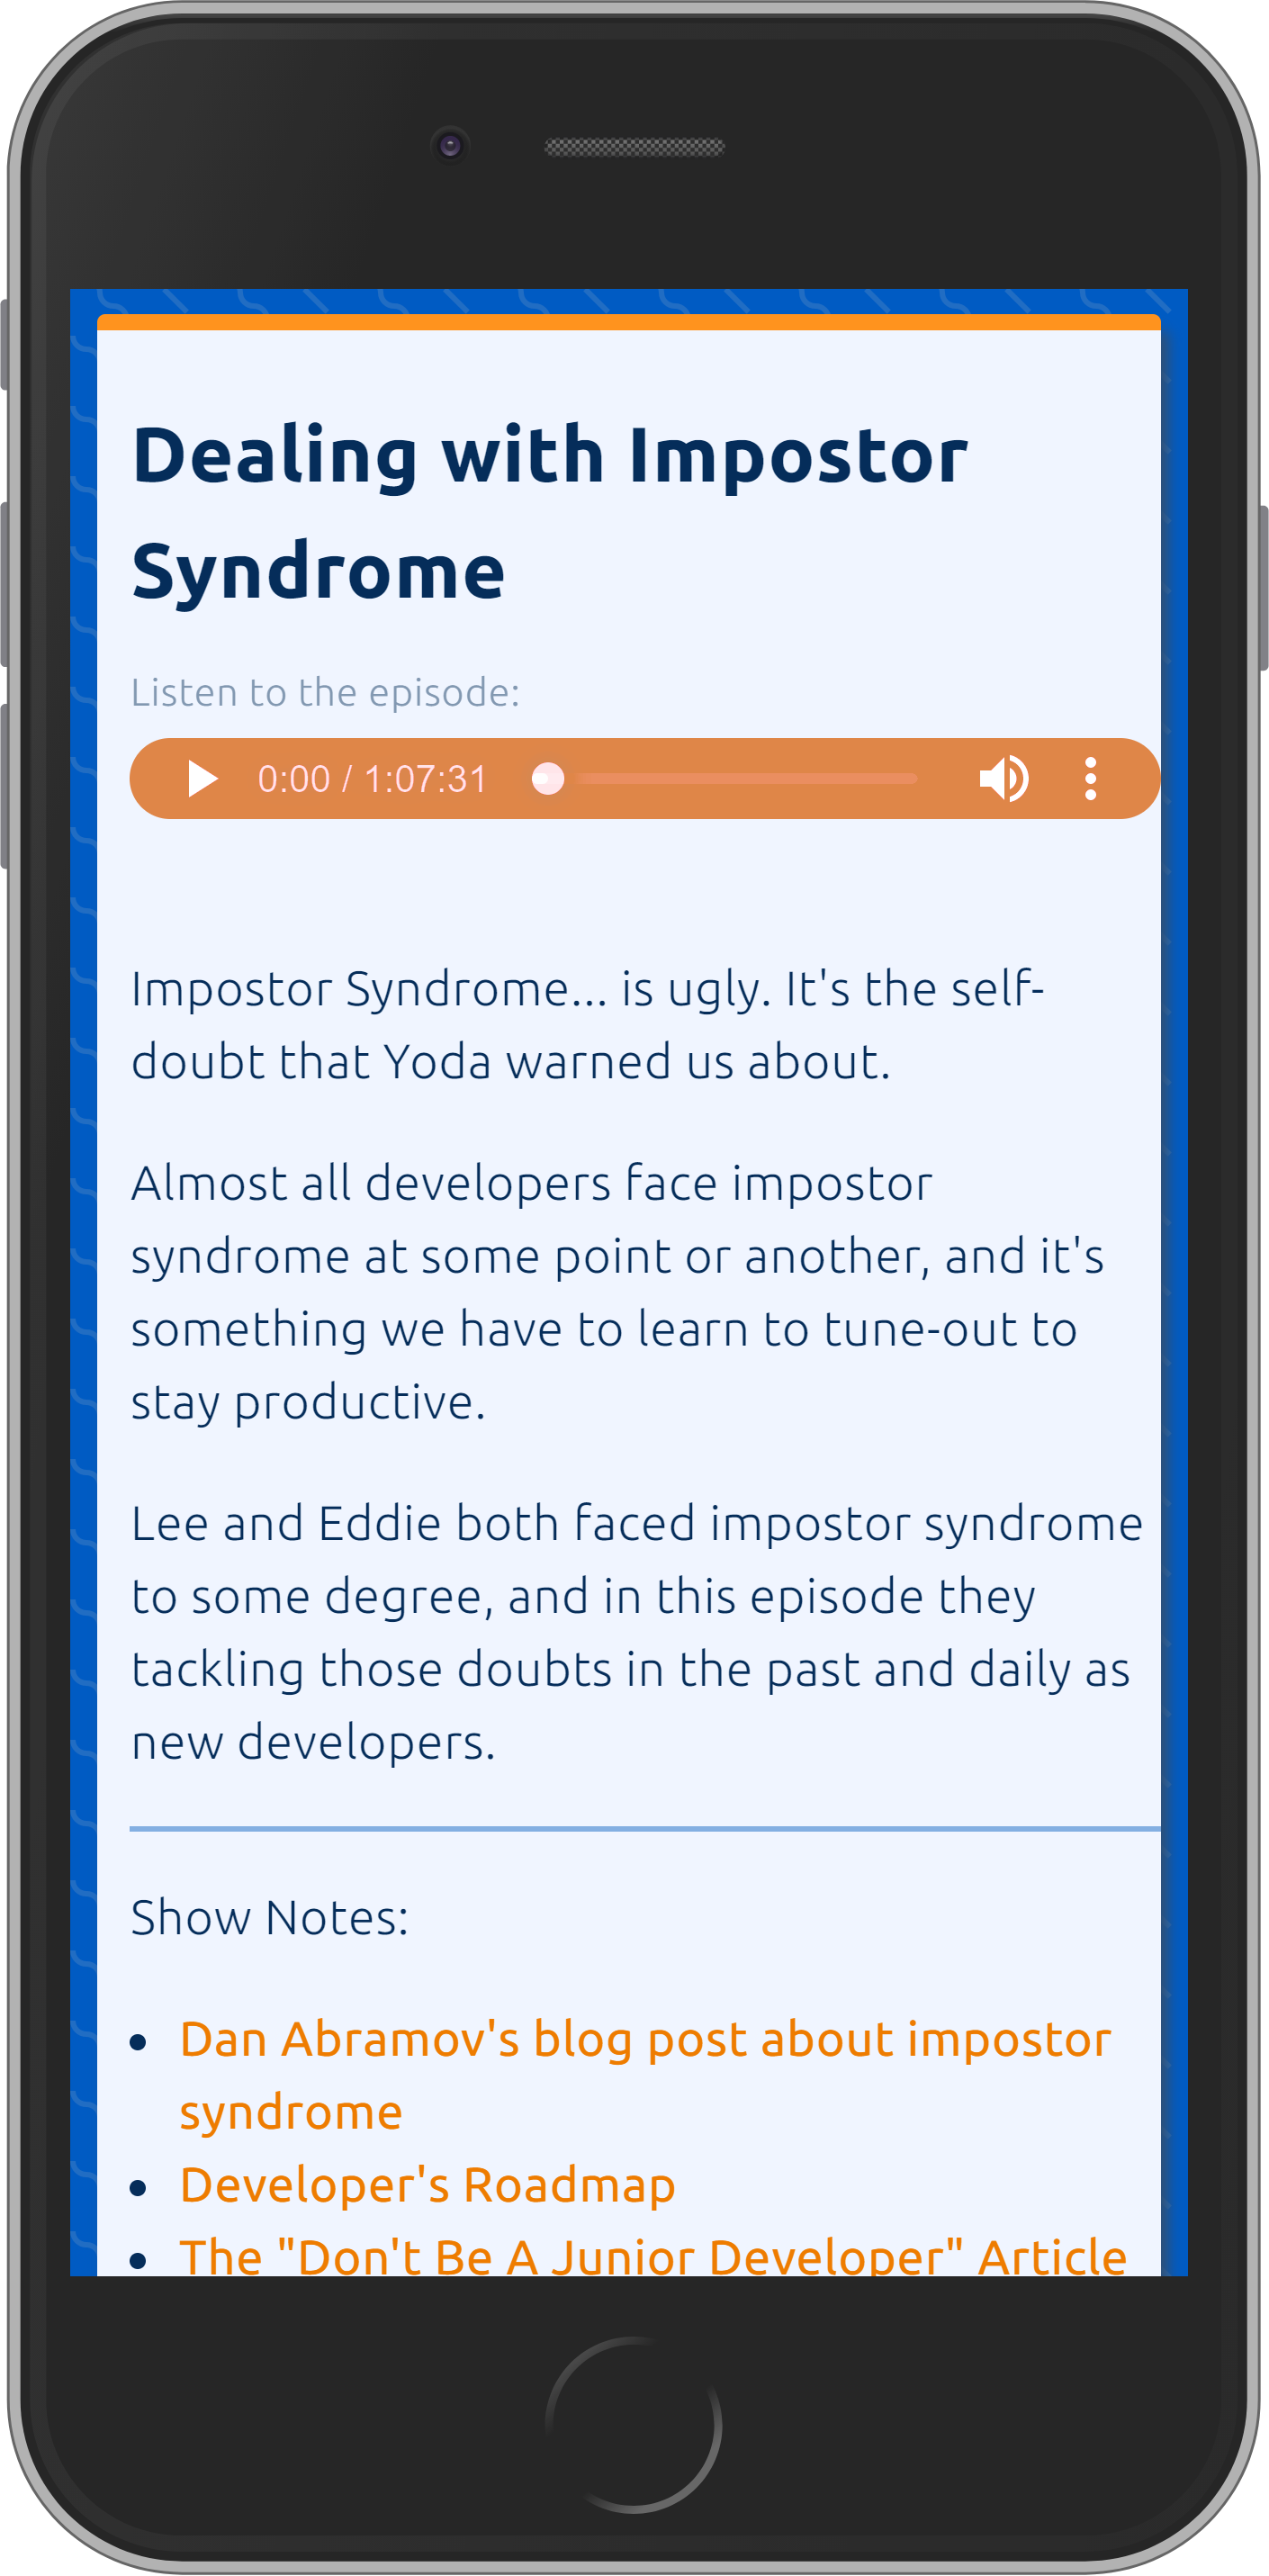 Dealing with Impostor
Syndrome
Listen to the episode:
0:00 / 1:07:31
Impostor Syndrome... is ugly. It's the self-
doubt that Yoda warned us about.
Almost all developers face impostor
syndrome at some point or another, and it's
something we have to learn to tune-out to
stay productive.
Lee and Eddie both faced impostor syndrome
to some degree, and in this episode they
tackling those doubts in the past and daily as
new developers.
Show Notes:
Dan Abramov's blog post about impostor
syndrome
Developer's Roadmap
The "Don't Be A Junior Developer" Article